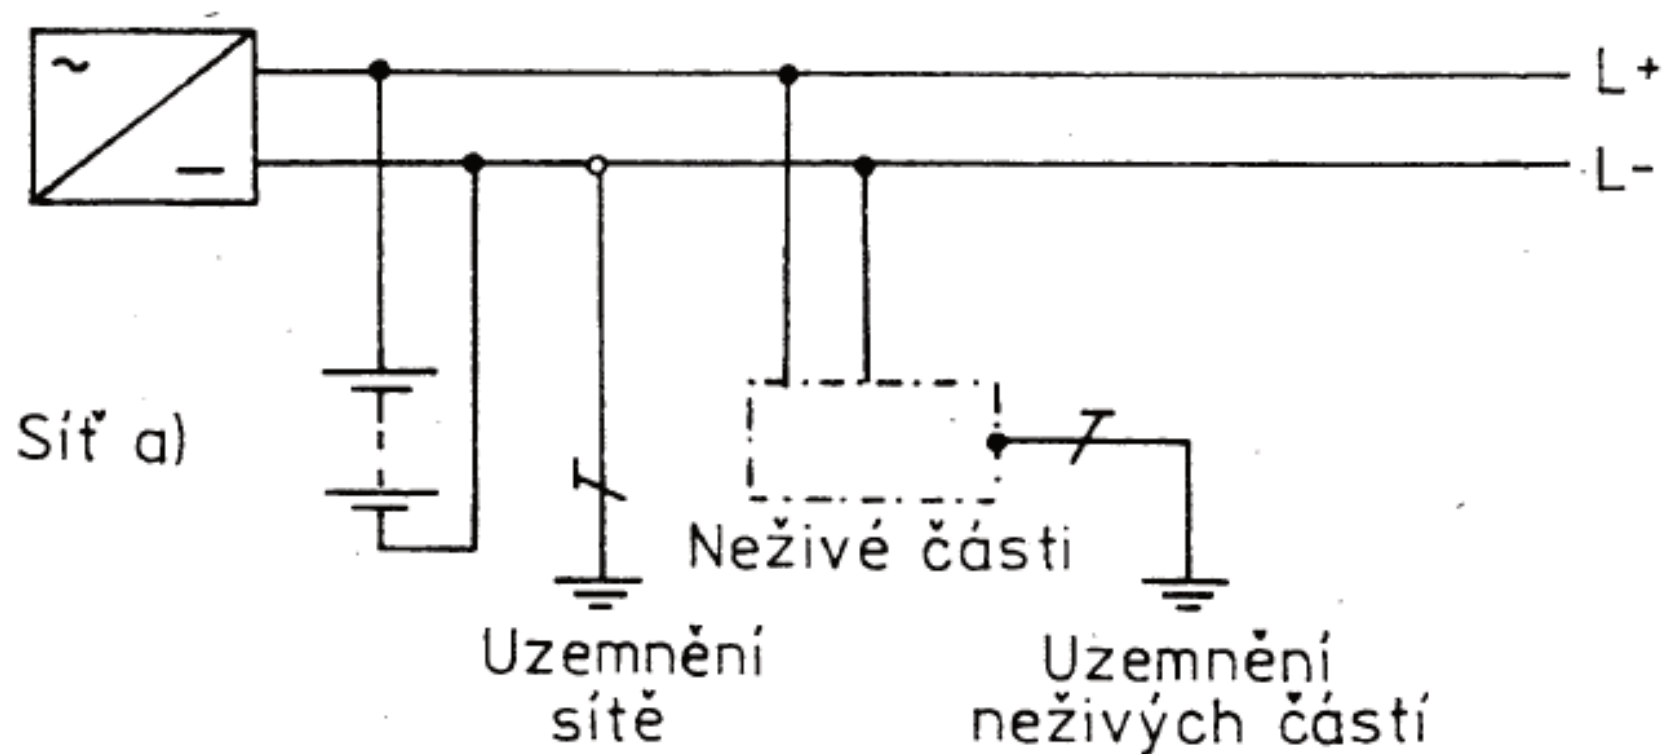 ~
L+
—
L-
Síť a)
Neživé části
Uzemnění
sítě
Uzemnění
neživých částí